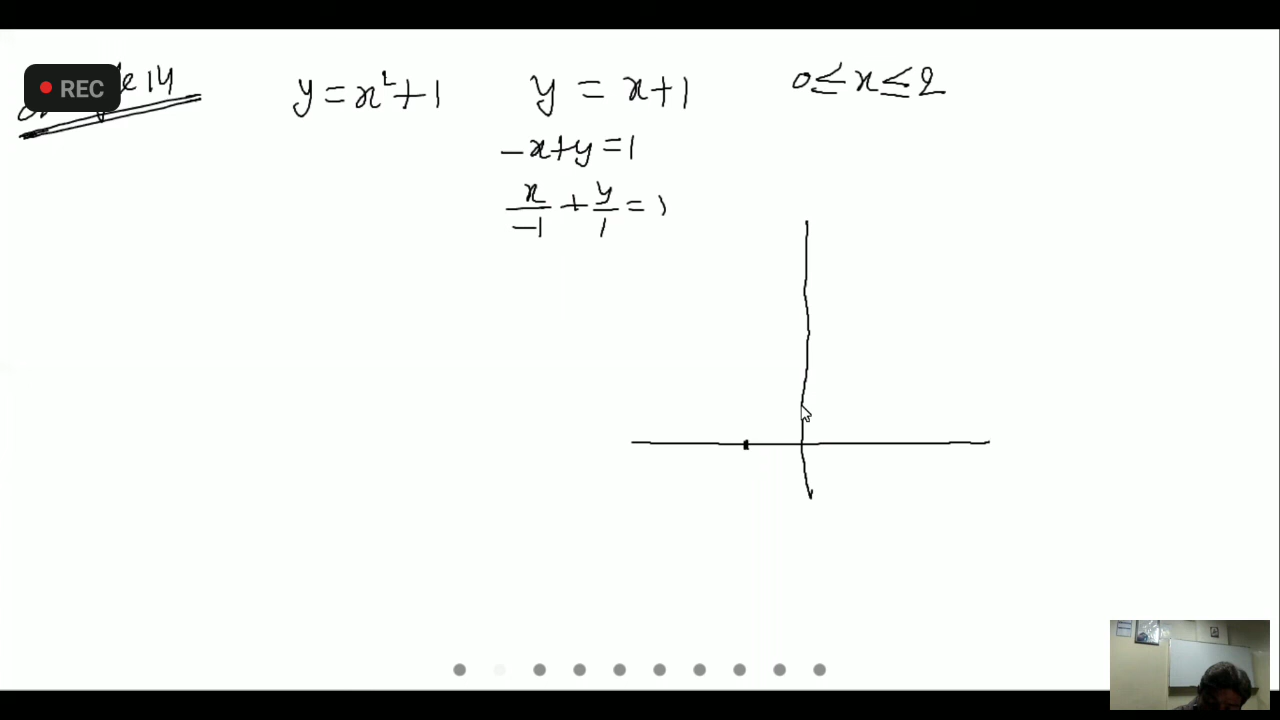 REC
14
y = x² + 1    y = x + 1    0 ≤ x ≤ 2
-x + y = 1
x/-1 + y/1 = 1